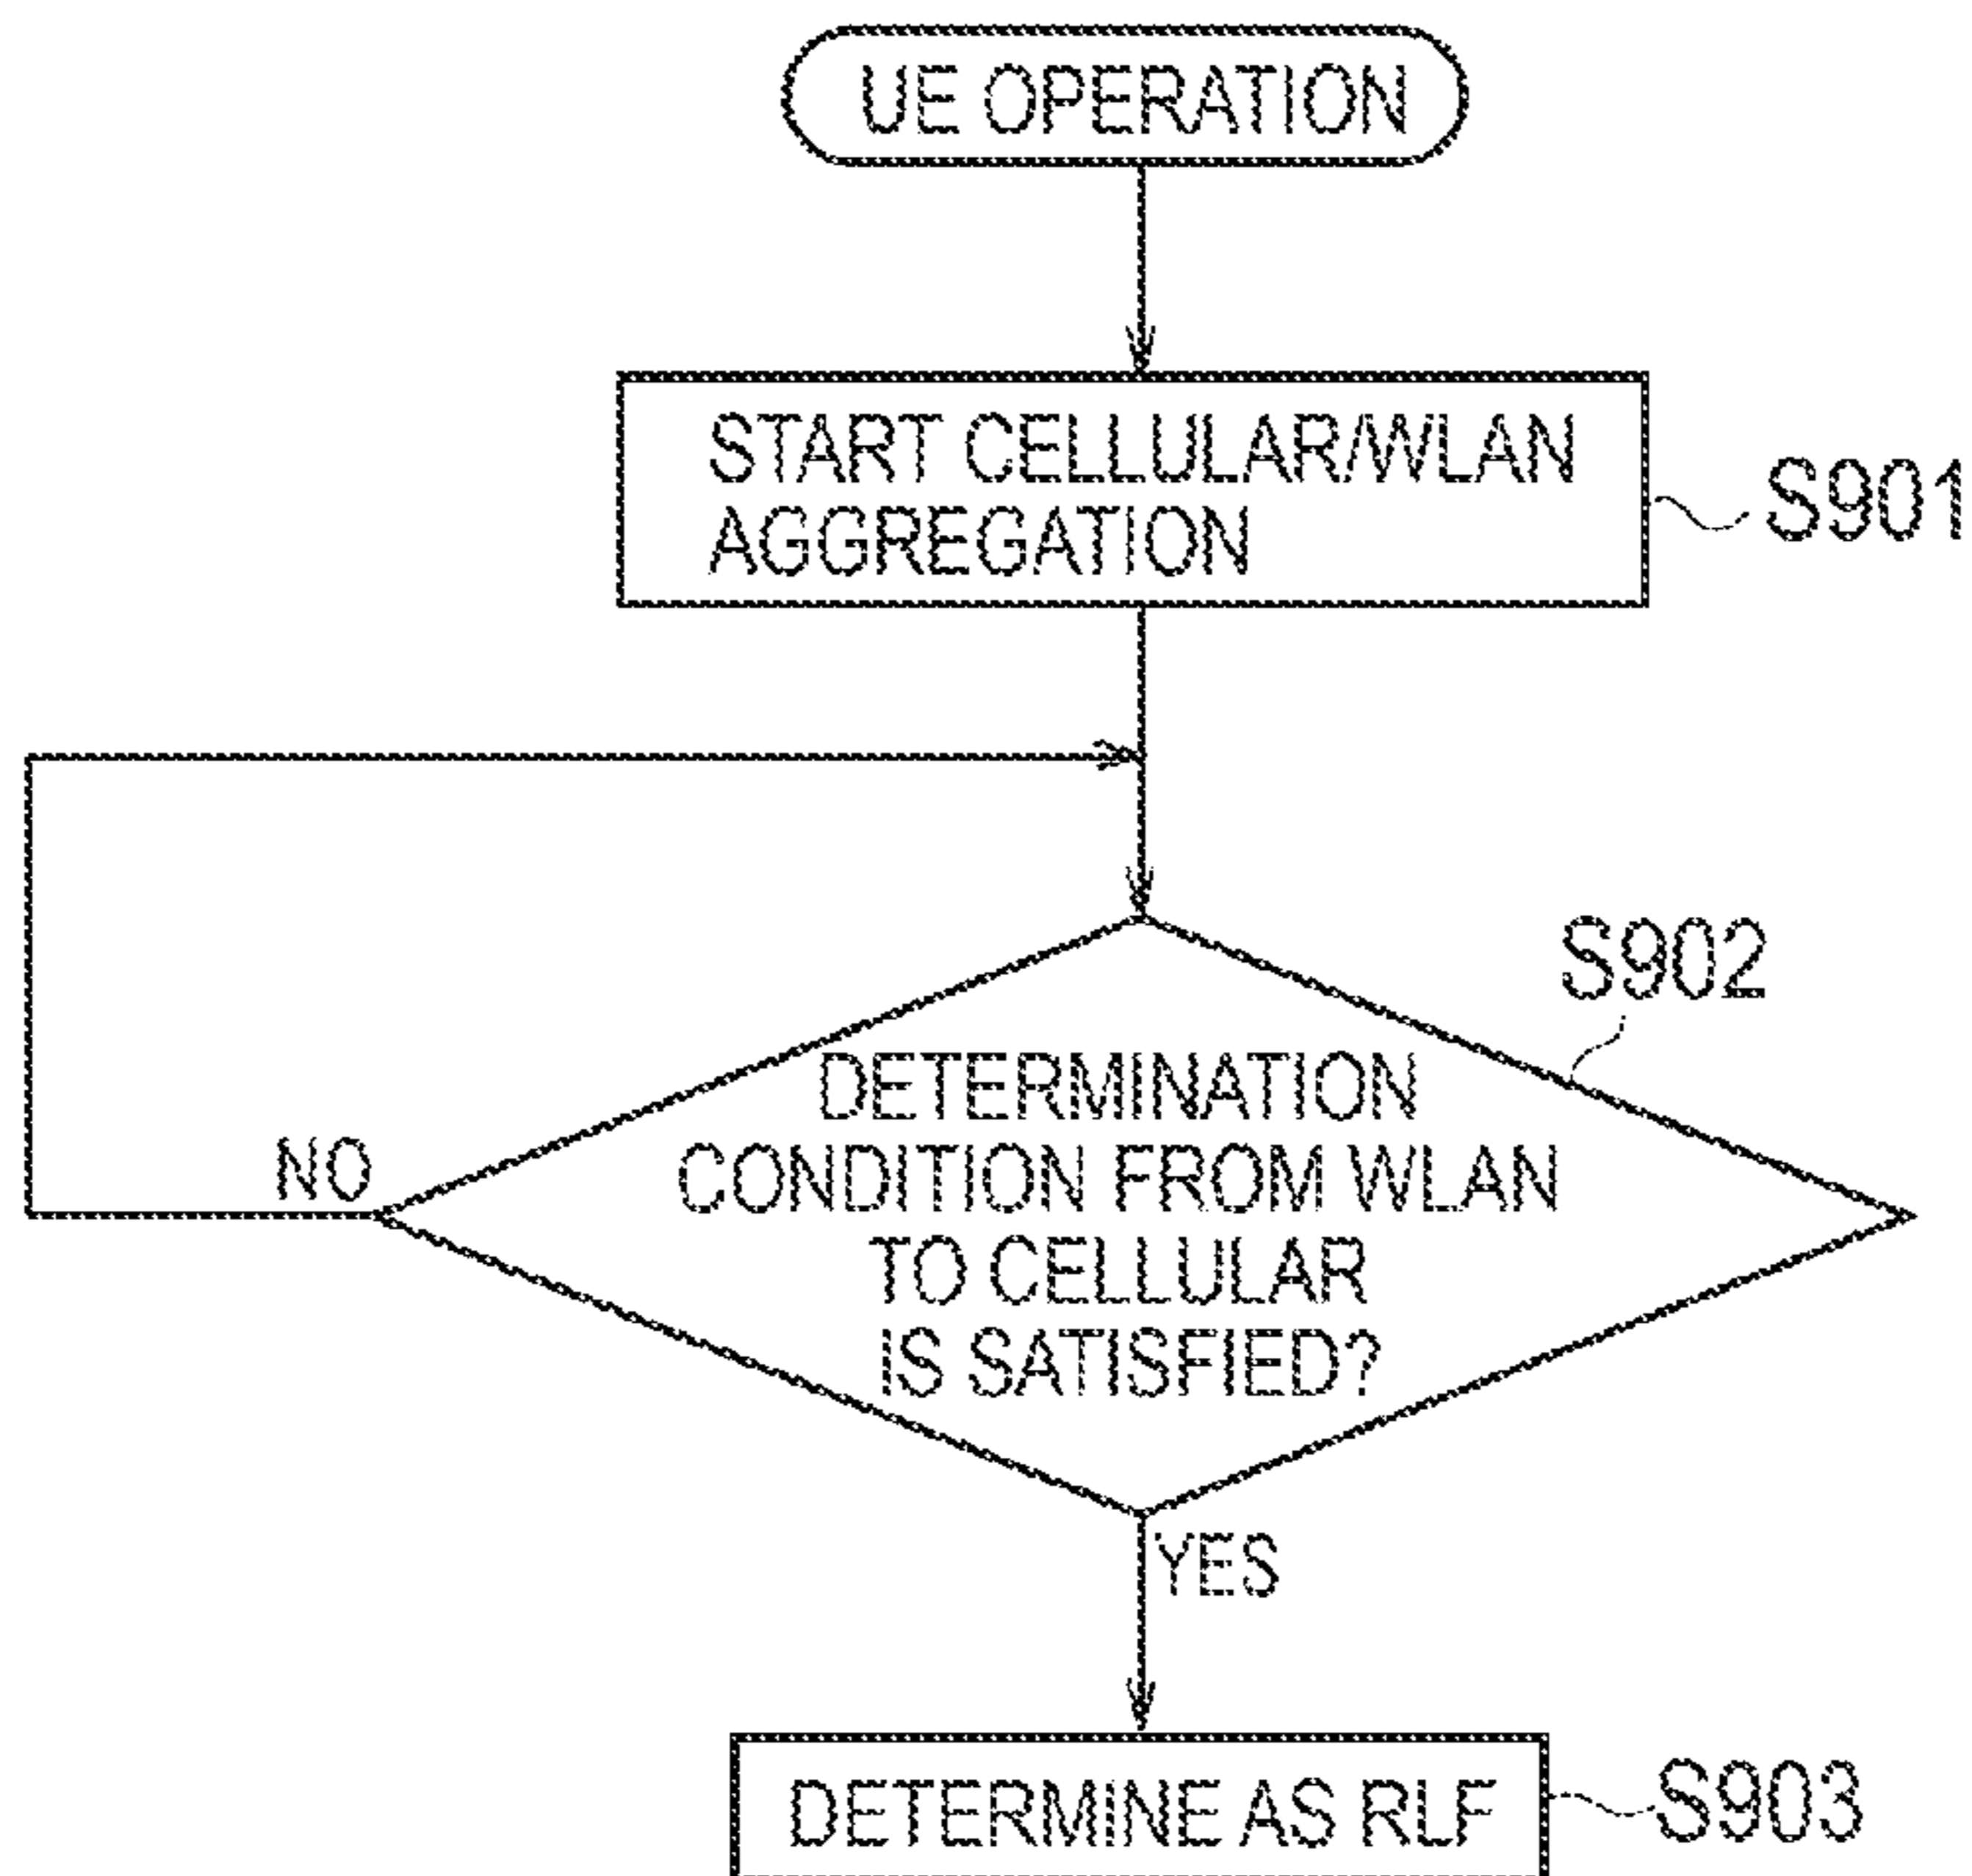 UE OPERATION
START CELLULAR/WLAN
AGGREGATION
S901
S902
DETERMINATION
CONDITION FROM WLAN
TO CELLULAR
IS SATISFIED?
NO
YES
DETERMINE AS RLF
S903